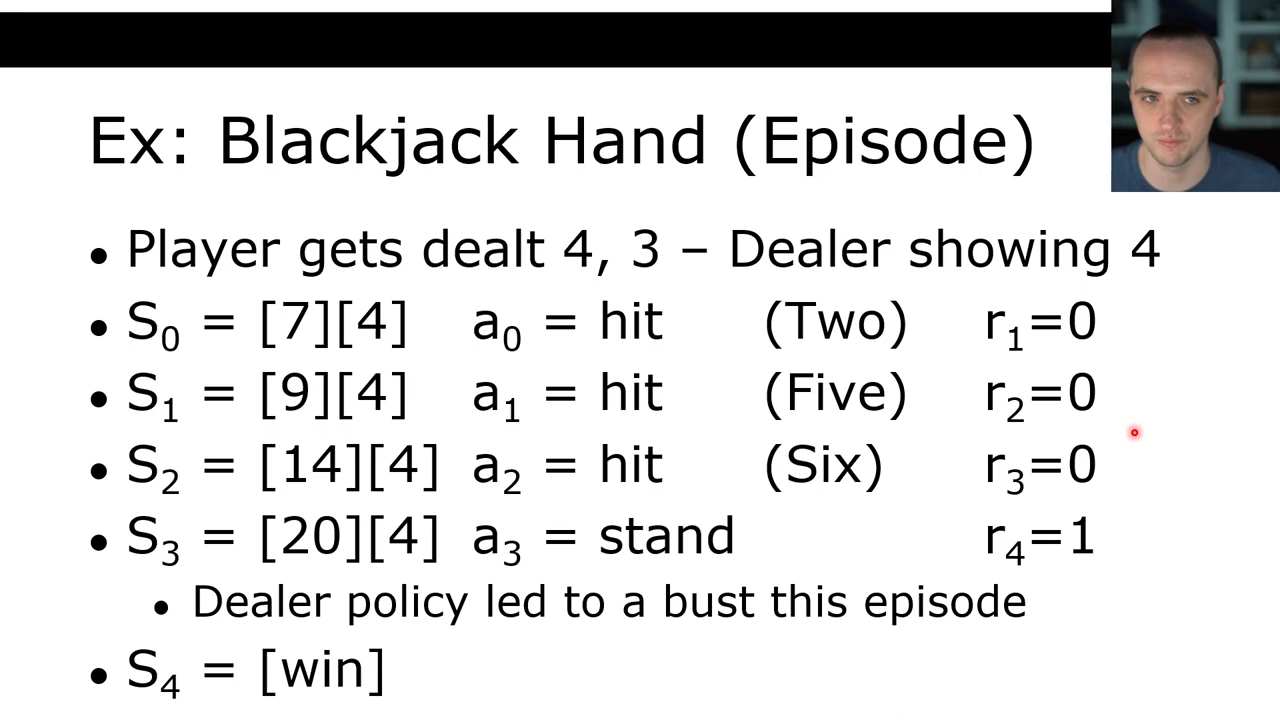 Ex: Blackjack Hand (Episode)
• Player gets dealt 4, 3 – Dealer showing 4
• S₀ = [7][4] a₀ = hit (Two) r₁=0
• S₁ = [9][4] a₁ = hit (Five) r₂=0
• S₂ = [14][4] a₂ = hit (Six) r₃=0
• S₃ = [20][4] a₃ = stand r₄=1
• Dealer policy led to a bust this episode
• S₄ = [win]